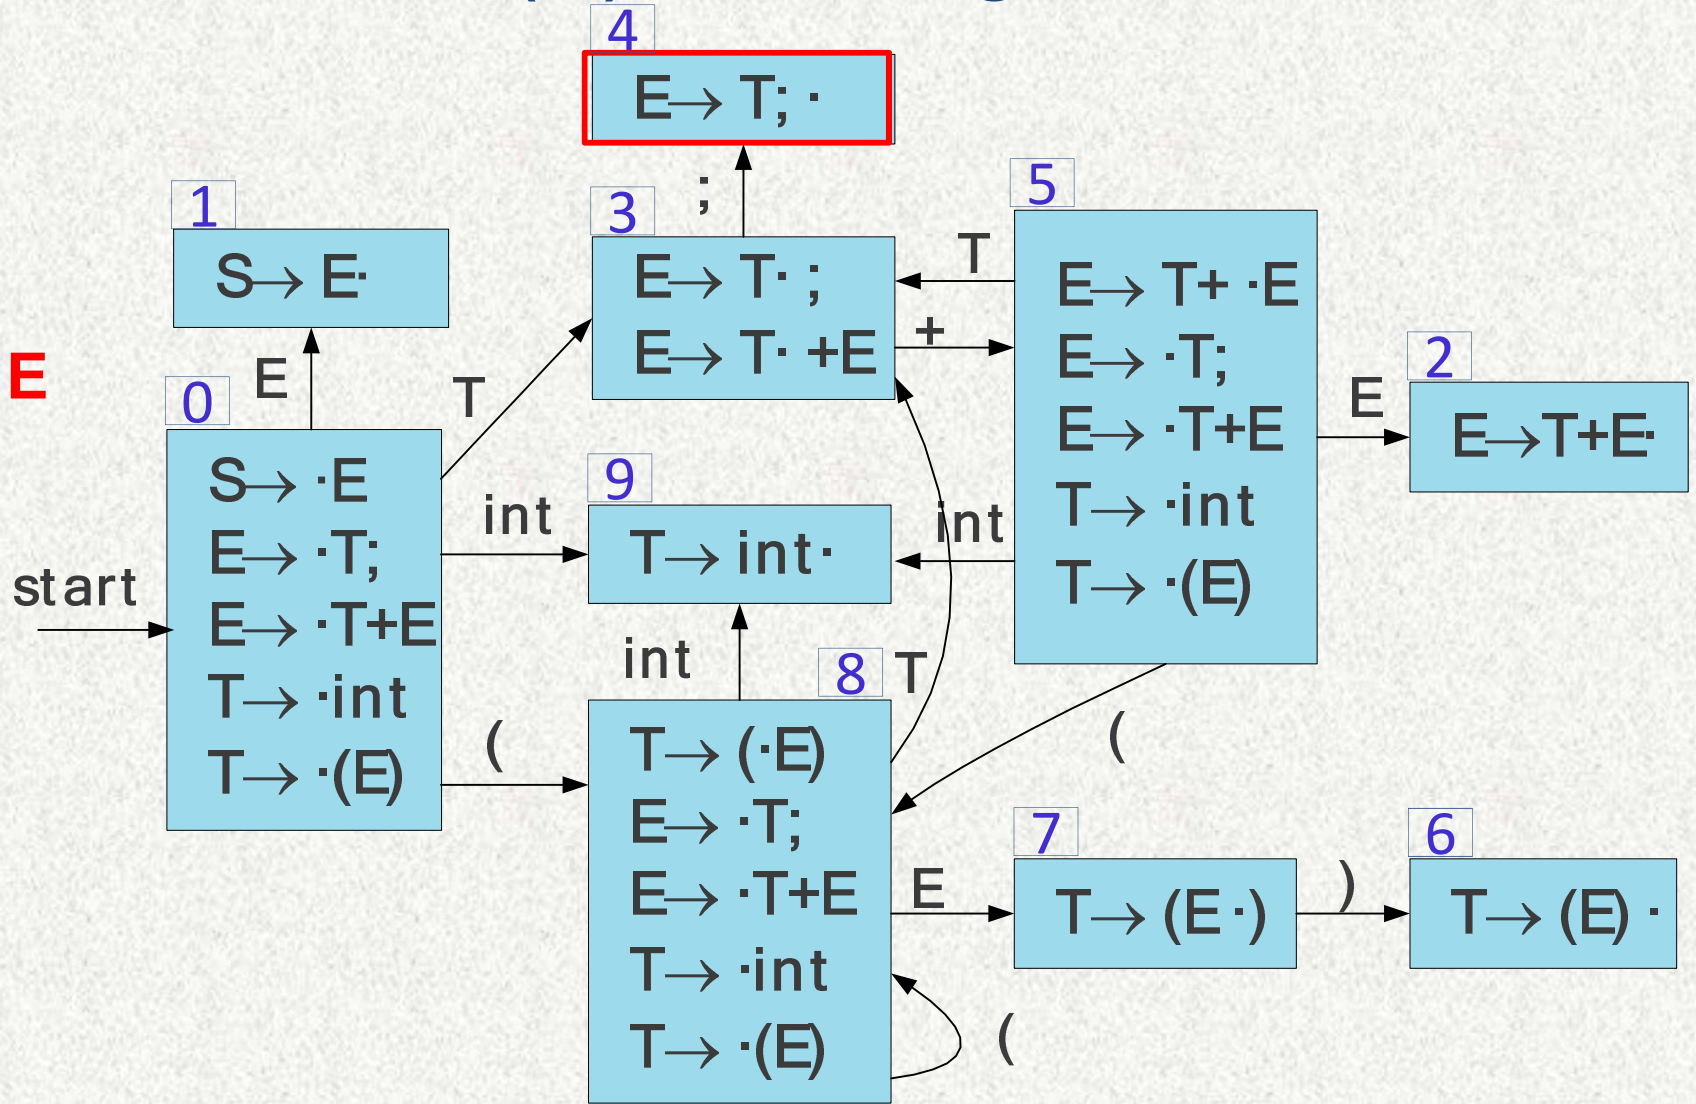 4
E→ T; ·
;
1
S→ E·
E
E
0
S→ ·E
E→ ·T;
E→ ·T+E
T→ ·int
T→ ·(E)
start
T
int
(
3
E→ T· ;
E→ T· +E
T
+
5
E→ T+ ·E
E→ ·T;
E→ ·T+E
T→ ·int
T→ ·(E)
E
2
E→T+E·
9
T→ int·
int
int
8
T
T→ (·E)
E→ ·T;
E→ ·T+E
T→ ·int
T→ ·(E)
(
E
(
7
T→ (E·)
)
6
T→ (E) ·